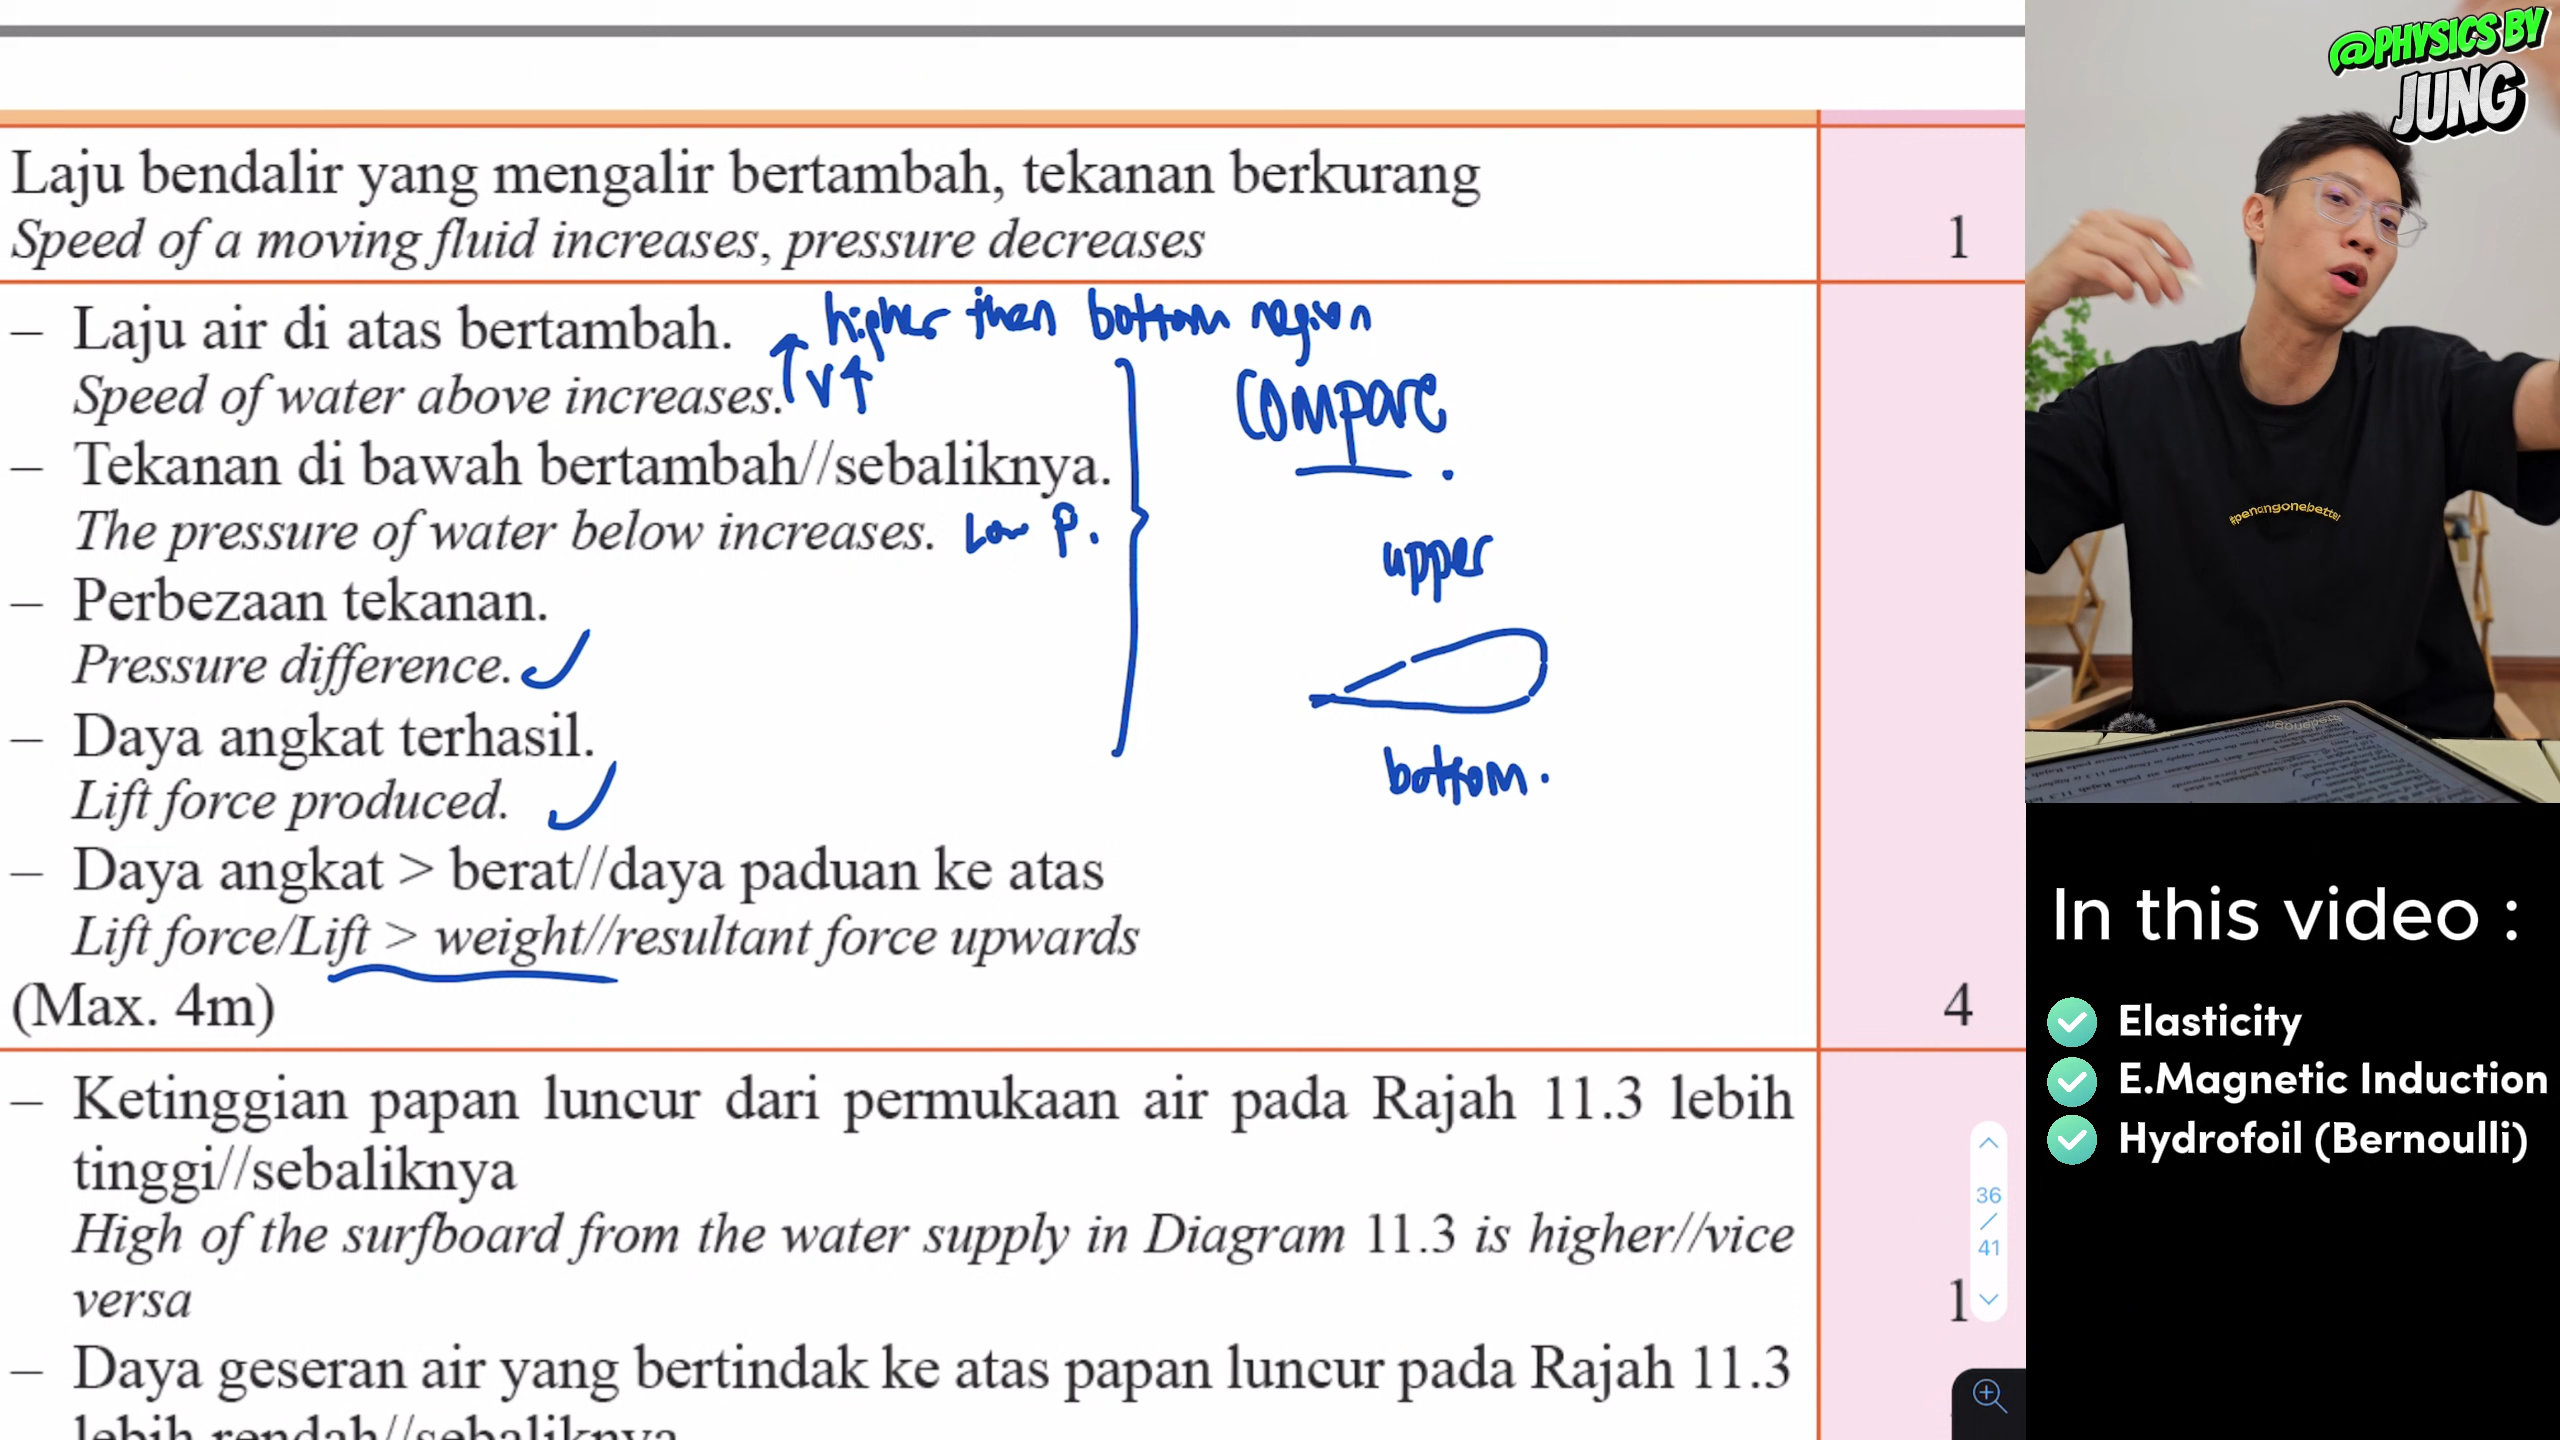 @PHYSICS BY
JUNG
Laju bendalir yang mengalir bertambah, tekanan berkurang
Speed of a moving fluid increases, pressure decreases
1
– Laju air di atas bertambah.
higher then bottom region
Speed of water above increases.
V↑
compare.
– Tekanan di bawah bertambah//sebaliknya.
The pressure of water below increases.
Low P.
upper
– Perbezaan tekanan.
Pressure difference.
– Daya angkat terhasil.
Lift force produced.
bottom.
– Daya angkat > berat//daya paduan ke atas
Lift force/Lift > weight//resultant force upwards
(Max. 4m)
4
– Ketinggian papan luncur dari permukaan air pada Rajah 11.3 lebih
tinggi//sebaliknya
High of the surfboard from the water supply in Diagram 11.3 is higher//vice
versa
1
– Daya geseran air yang bertindak ke atas papan luncur pada Rajah 11.3
lebih rendah//sebaliknya
36
/
41
#penangonebetter
In this video :
Elasticity
E.Magnetic Induction
Hydrofoil (Bernoulli)